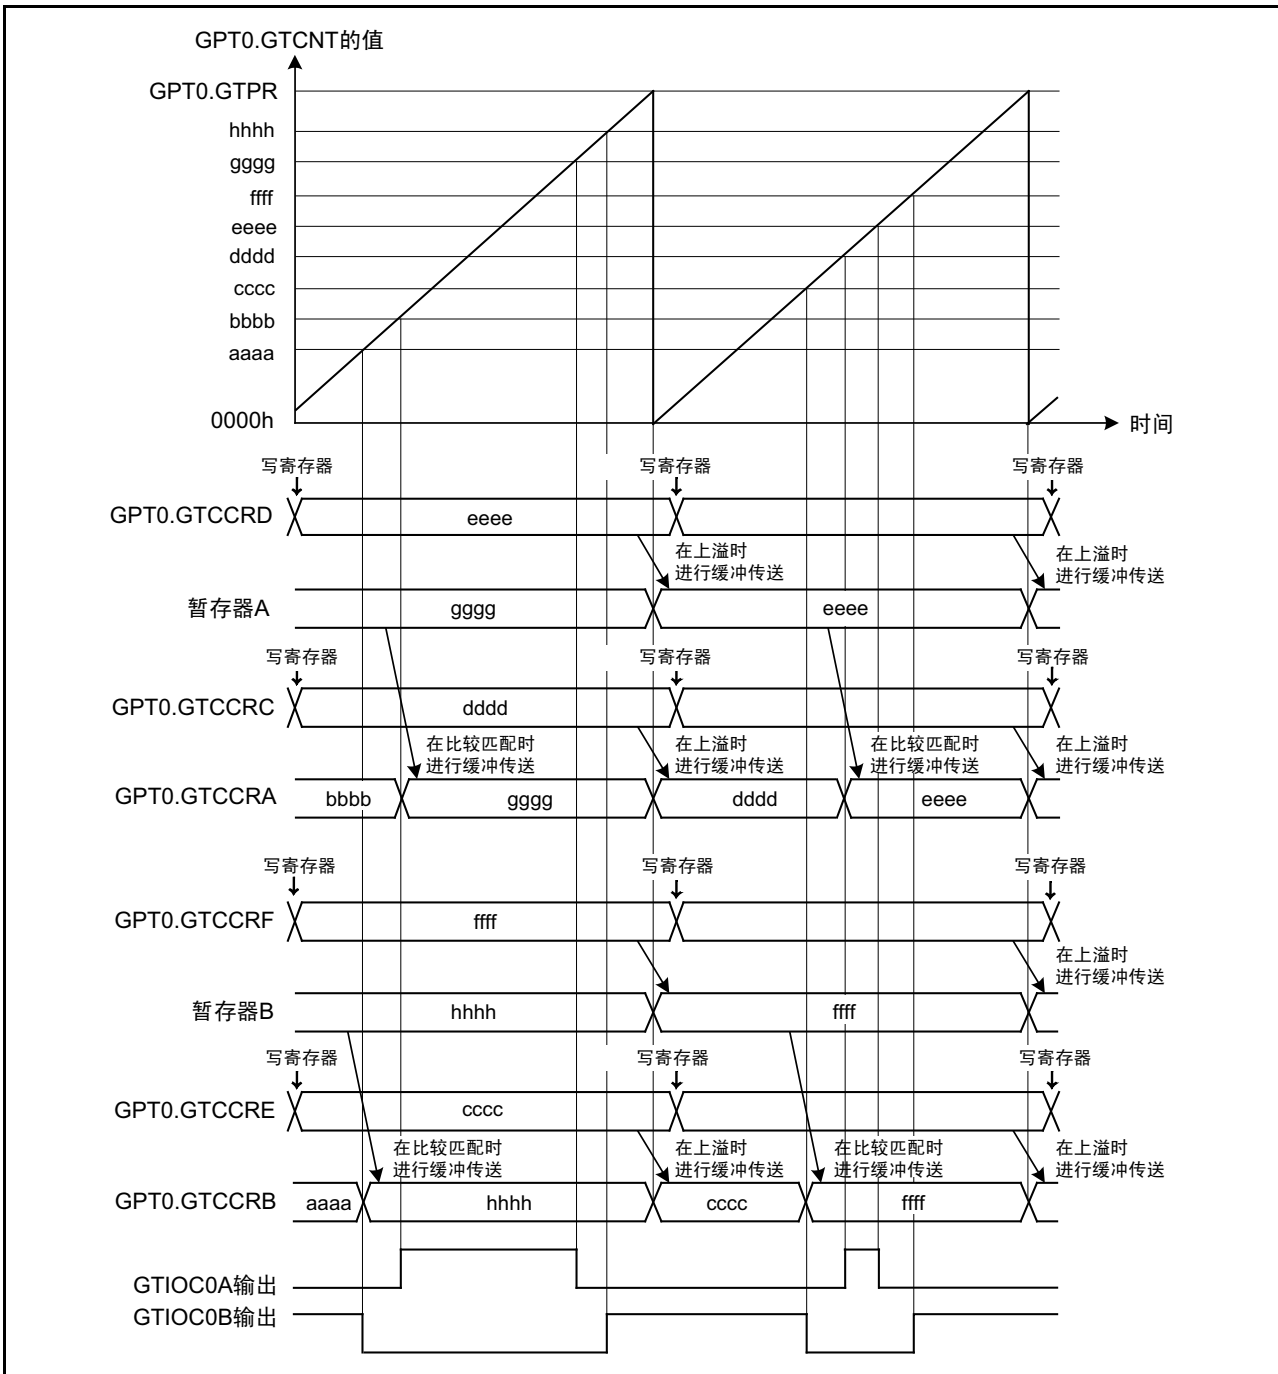 GPT0.GTCNT的值
GPT0.GTPR
hhhh
gggg
ffff
eeee
dddd
cccc
bbbb
aaaa
0000h
时间
写寄存器 写寄存器 写寄存器
GPT0.GTCCRD
eeee
在上溢时
进行缓冲传送
在上溢时
进行缓冲传送
暂存器A
gggg
eeee
写寄存器 写寄存器 写寄存器
GPT0.GTCCRC
dddd
在比较匹配时
进行缓冲传送
在上溢时
进行缓冲传送
在比较匹配时
进行缓冲传送
在上溢时
进行缓冲传送
GPT0.GTCCRA
bbbb
gggg
dddd
eeee
写寄存器 写寄存器 写寄存器
GPT0.GTCCRF
ffff
在上溢时
进行缓冲传送
暂存器B
hhhh
ffff
写寄存器 写寄存器 写寄存器
GPT0.GTCCRE
cccc
在比较匹配时
进行缓冲传送
在上溢时
进行缓冲传送
在比较匹配时
进行缓冲传送
在上溢时
进行缓冲传送
GPT0.GTCCRB
aaaa
hhhh
cccc
ffff
GTIOC0A输出
GTIOC0B输出